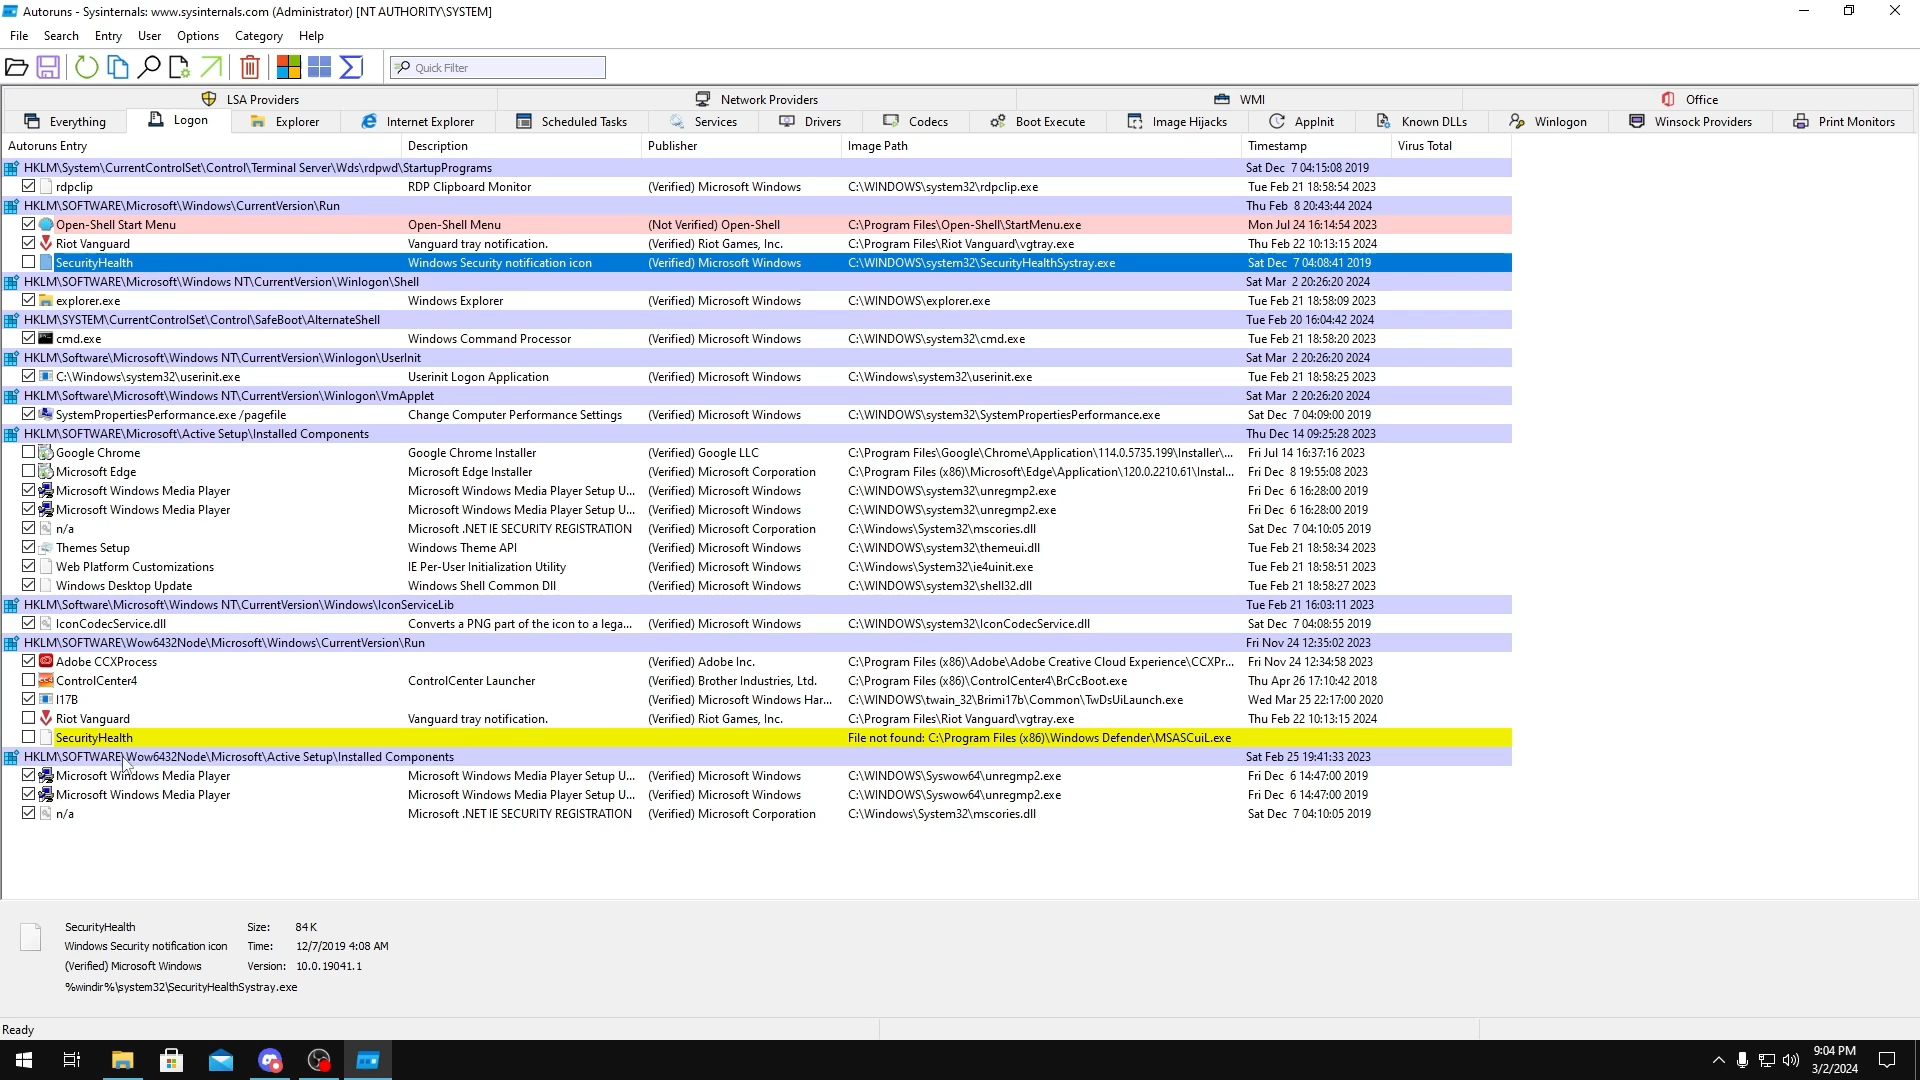 Autoruns - Sysinternals: www.sysinternals.com (Administrator) [NT AUTHORITY\SYSTEM]
File Search Entry User Options Category Help
Quick Filter
LSA Providers Network Providers WMI Office
Everything Logon Explorer Internet Explorer Scheduled Tasks Services Drivers Codecs Boot Execute Image Hijacks AppInit Known DLLs Winlogon Winsock Providers Print Monitors
Autoruns Entry Description Publisher Image Path Timestamp Virus Total
HKLM\System\CurrentControlSet\Control\Terminal Server\Wds\rdpwd\StartupPrograms Sat Dec 7 04:15:08 2019
rdpclip RDP Clipboard Monitor (Verified) Microsoft Windows C:\WINDOWS\system32\rdpclip.exe Tue Feb 21 18:58:54 2023
HKLM\SOFTWARE\Microsoft\Windows\CurrentVersion\Run Thu Feb 8 20:43:44 2024
Open-Shell Start Menu Open-Shell Menu (Not Verified) Open-Shell C:\Program Files\Open-Shell\StartMenu.exe Mon Jul 24 16:14:54 2023
Riot Vanguard Vanguard tray notification. (Verified) Riot Games, Inc. C:\Program Files\Riot Vanguard\vgtray.exe Thu Feb 22 10:13:15 2024
SecurityHealth Windows Security notification icon (Verified) Microsoft Windows C:\WINDOWS\system32\SecurityHealthSystray.exe Sat Dec 7 04:08:41 2019
HKLM\SOFTWARE\Microsoft\Windows NT\CurrentVersion\Winlogon\Shell Sat Mar 2 20:26:20 2024
explorer.exe Windows Explorer (Verified) Microsoft Windows C:\WINDOWS\explorer.exe Tue Feb 21 18:58:09 2023
HKLM\SYSTEM\CurrentControlSet\Control\SafeBoot\AlternateShell Tue Feb 20 16:04:42 2024
cmd.exe Windows Command Processor (Verified) Microsoft Windows C:\WINDOWS\system32\cmd.exe Tue Feb 21 18:58:20 2023
HKLM\Software\Microsoft\Windows NT\CurrentVersion\Winlogon\UserInit Sat Mar 2 20:26:20 2024
C:\Windows\system32\userinit.exe Userinit Logon Application (Verified) Microsoft Windows C:\Windows\system32\userinit.exe Tue Feb 21 18:58:25 2023
HKLM\Software\Microsoft\Windows NT\CurrentVersion\Winlogon\VmApplet Sat Mar 2 20:26:20 2024
SystemPropertiesPerformance.exe /pagefile Change Computer Performance Settings (Verified) Microsoft Windows C:\WINDOWS\system32\SystemPropertiesPerformance.exe Sat Dec 7 04:09:00 2019
HKLM\SOFTWARE\Microsoft\Active Setup\Installed Components Thu Dec 14 09:25:28 2023
Google Chrome Google Chrome Installer (Verified) Google LLC C:\Program Files\Google\Chrome\Application\114.0.5735.199\Installer\... Fri Jul 14 16:37:16 2023
Microsoft Edge Microsoft Edge Installer (Verified) Microsoft Corporation C:\Program Files (x86)\Microsoft\Edge\Application\120.0.2210.61\Instal... Fri Dec 8 19:55:08 2023
Microsoft Windows Media Player Microsoft Windows Media Player Setup U... (Verified) Microsoft Windows C:\WINDOWS\system32\unregmp2.exe Fri Dec 6 16:28:00 2019
Microsoft Windows Media Player Microsoft Windows Media Player Setup U... (Verified) Microsoft Windows C:\WINDOWS\system32\unregmp2.exe Fri Dec 6 16:28:00 2019
n/a Microsoft .NET IE SECURITY REGISTRATION (Verified) Microsoft Corporation C:\Windows\System32\mscories.dll Sat Dec 7 04:10:05 2019
Themes Setup Windows Theme API (Verified) Microsoft Windows C:\WINDOWS\system32\themeui.dll Tue Feb 21 18:58:34 2023
Web Platform Customizations IE Per-User Initialization Utility (Verified) Microsoft Windows C:\Windows\System32\ie4uinit.exe Tue Feb 21 18:58:51 2023
Windows Desktop Update Windows Shell Common Dll (Verified) Microsoft Windows C:\WINDOWS\system32\shell32.dll Tue Feb 21 18:58:27 2023
HKLM\Software\Microsoft\Windows NT\CurrentVersion\Windows\IconServiceLib Tue Feb 21 16:03:11 2023
IconCodecService.dll Converts a PNG part of the icon to a lega... (Verified) Microsoft Windows C:\WINDOWS\system32\IconCodecService.dll Sat Dec 7 04:08:55 2019
HKLM\SOFTWARE\Wow6432Node\Microsoft\Windows\CurrentVersion\Run Fri Nov 24 12:35:02 2023
Adobe CCXProcess (Verified) Adobe Inc. C:\Program Files (x86)\Adobe\Adobe Creative Cloud Experience\CCXPr... Fri Nov 24 12:34:58 2023
ControlCenter4 ControlCenter Launcher (Verified) Brother Industries, Ltd. C:\Program Files (x86)\ControlCenter4\BrCcBoot.exe Thu Apr 26 17:10:42 2018
I17B (Verified) Microsoft Windows Har... C:\WINDOWS\twain_32\Brimi17b\Common\TwDsUiLaunch.exe Wed Mar 25 22:17:00 2020
Riot Vanguard Vanguard tray notification. (Verified) Riot Games, Inc. C:\Program Files\Riot Vanguard\vgtray.exe Thu Feb 22 10:13:15 2024
SecurityHealth File not found: C:\Program Files (x86)\Windows Defender\MSASCuiL.exe
HKLM\SOFTWARE\Wow6432Node\Microsoft\Active Setup\Installed Components Sat Feb 25 19:41:33 2023
Microsoft Windows Media Player Microsoft Windows Media Player Setup U... (Verified) Microsoft Windows C:\WINDOWS\Syswow64\unregmp2.exe Fri Dec 6 14:47:00 2019
Microsoft Windows Media Player Microsoft Windows Media Player Setup U... (Verified) Microsoft Windows C:\WINDOWS\Syswow64\unregmp2.exe Fri Dec 6 14:47:00 2019
n/a Microsoft .NET IE SECURITY REGISTRATION (Verified) Microsoft Corporation C:\Windows\System32\mscories.dll Sat Dec 7 04:10:05 2019
SecurityHealth Size: 84 K
Windows Security notification icon Time: 12/7/2019 4:08 AM
(Verified) Microsoft Windows Version: 10.0.19041.1
%windir%\system32\SecurityHealthSystray.exe
Ready
9:04 PM
3/2/2024